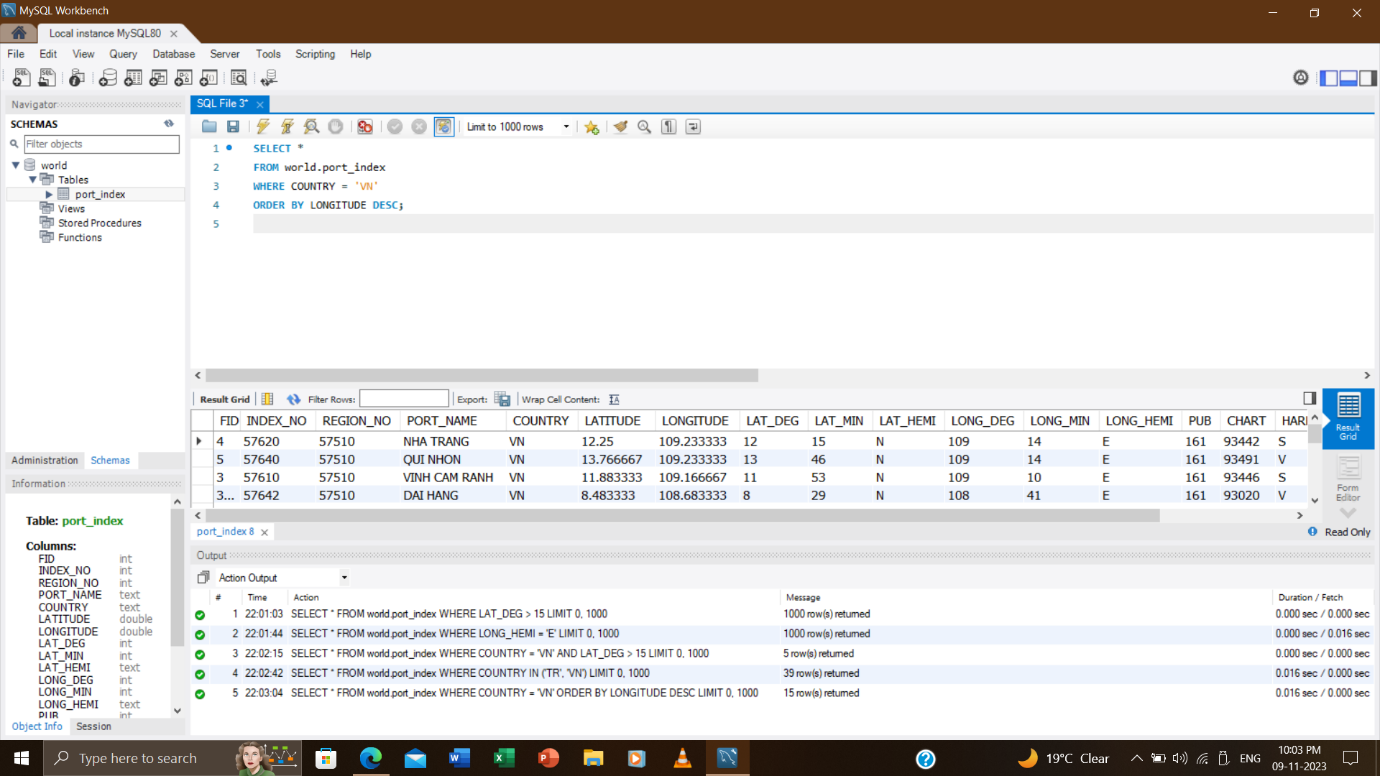 MySQL Workbench
Local instance MySQL80
File Edit View Query Database Server Tools Scripting Help
Navigator
SCHEMAS
Filter objects
world
Tables
port_index
Views
Stored Procedures
Functions
Administration Schemas
Information
Table: port_index
Columns:
FID int
INDEX_NO int
REGION_NO int
PORT_NAME text
COUNTRY text
LATITUDE double
LONGITUDE double
LAT_DEG int
LAT_MIN int
LAT_HEMI text
LONG_DEG int
LONG_MIN int
LONG_HEMI text
PUB int
Object Info Session
SQL File 3*
Limit to 1000 rows
1 SELECT *
2 FROM world.port_index
3 WHERE COUNTRY = 'VN'
4 ORDER BY LONGITUDE DESC;
5
Result Grid Filter Rows: Export: Wrap Cell Content:
FID INDEX_NO REGION_NO PORT_NAME COUNTRY LATITUDE LONGITUDE LAT_DEG LAT_MIN LAT_HEMI LONG_DEG LONG_MIN LONG_HEMI PUB CHART HAR
4 57620 57510 NHA TRANG VN 12.25 109.233333 12 15 N 109 14 E 161 93442 S
5 57640 57510 QUI NHON VN 13.766667 109.233333 13 46 N 109 14 E 161 93491 V
3 57610 57510 VINH CAM RANH VN 11.883333 109.166667 11 53 N 109 10 E 161 93446 S
3... 57642 57510 DAI HANG VN 8.483333 108.683333 8 29 N 108 41 E 161 93020 V
Result
Grid
Form
Editor
port_index 8
Read Only
Output
Action Output
# Time Action Message Duration / Fetch
1 22:01:03 SELECT * FROM world.port_index WHERE LAT_DEG > 15 LIMIT 0, 1000 1000 row(s) returned 0.000 sec / 0.000 sec
2 22:01:44 SELECT * FROM world.port_index WHERE LONG_HEMI = 'E' LIMIT 0, 1000 1000 row(s) returned 0.000 sec / 0.016 sec
3 22:02:15 SELECT * FROM world.port_index WHERE COUNTRY = 'VN' AND LAT_DEG > 15 LIMIT 0, 1000 5 row(s) returned 0.000 sec / 0.000 sec
4 22:02:42 SELECT * FROM world.port_index WHERE COUNTRY IN ('TR', 'VN') LIMIT 0, 1000 39 row(s) returned 0.016 sec / 0.000 sec
5 22:03:04 SELECT * FROM world.port_index WHERE COUNTRY = 'VN' ORDER BY LONGITUDE DESC LIMIT 0, 1000 15 row(s) returned 0.016 sec / 0.000 sec
Type here to search
19°C Clear
ENG
10:03 PM
09-11-2023